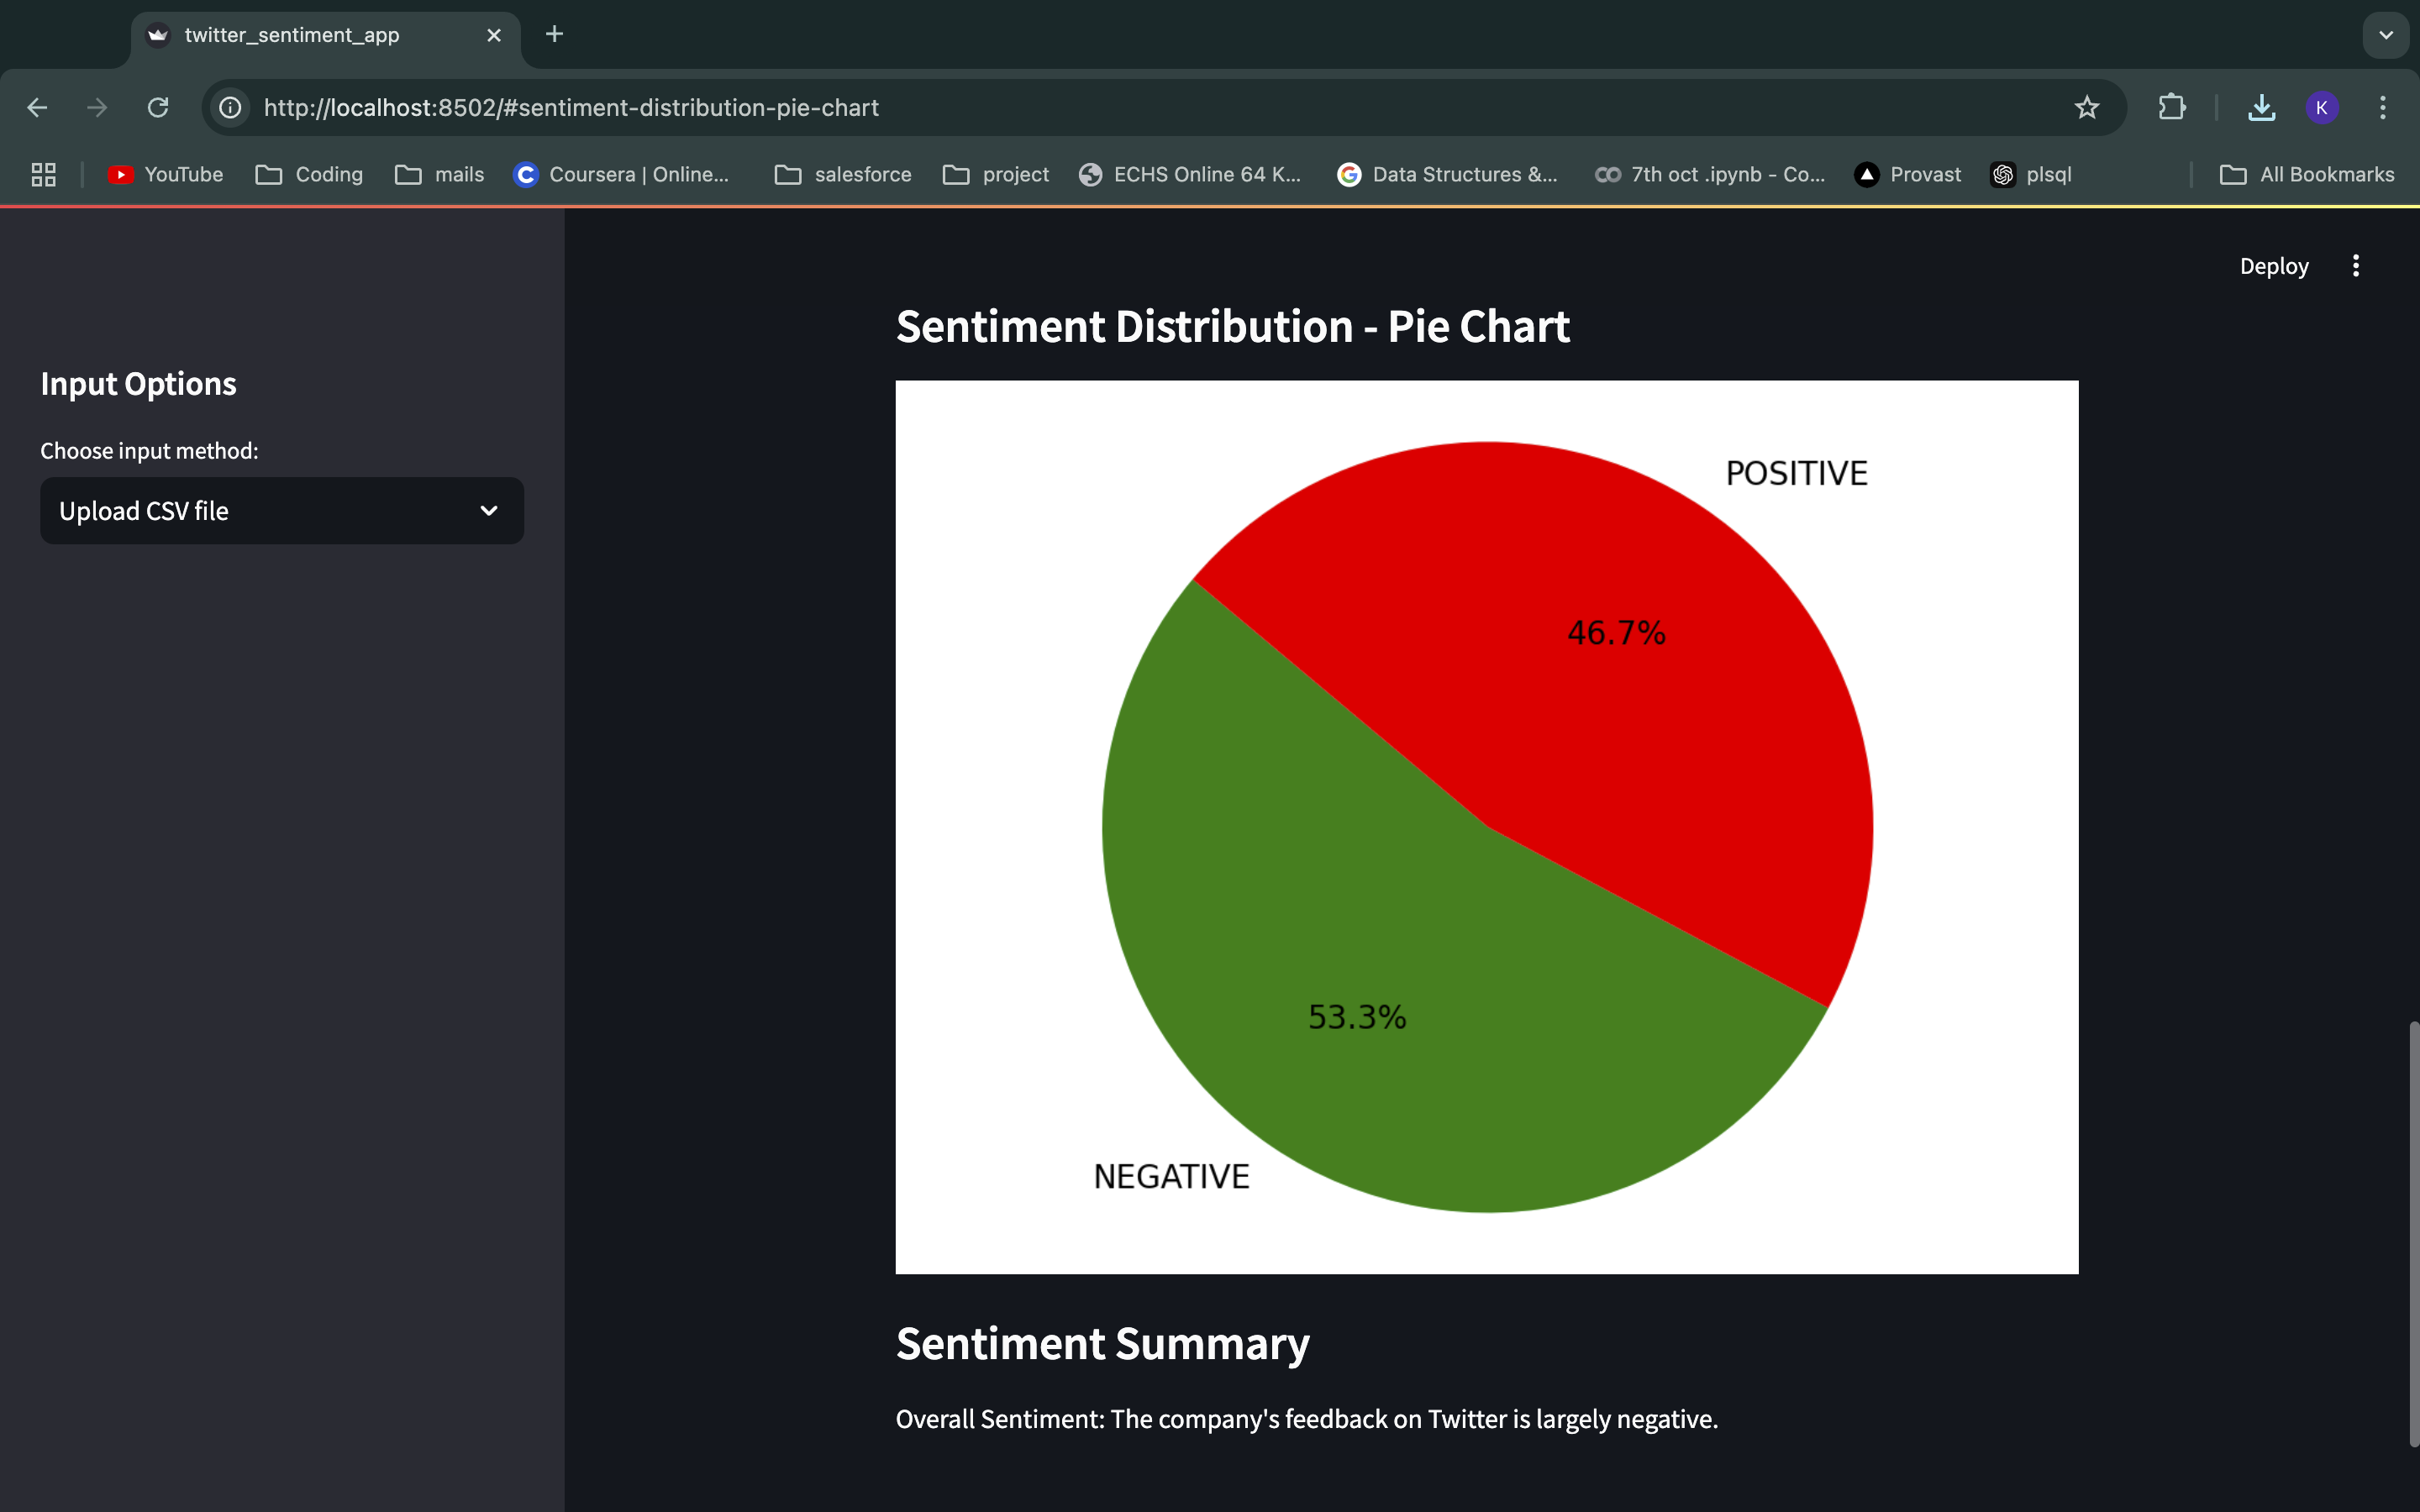 twitter_sentiment_app
http://localhost:8502/#sentiment-distribution-pie-chart
K
YouTube Coding mails Coursera | Online... salesforce project ECHS Online 64 K... Data Structures &... 7th oct .ipynb - Co... Provast plsql All Bookmarks
Deploy
Input Options
Choose input method:
Upload CSV file
Sentiment Distribution - Pie Chart
POSITIVE
46.7%
53.3%
NEGATIVE
Sentiment Summary
Overall Sentiment: The company's feedback on Twitter is largely negative.